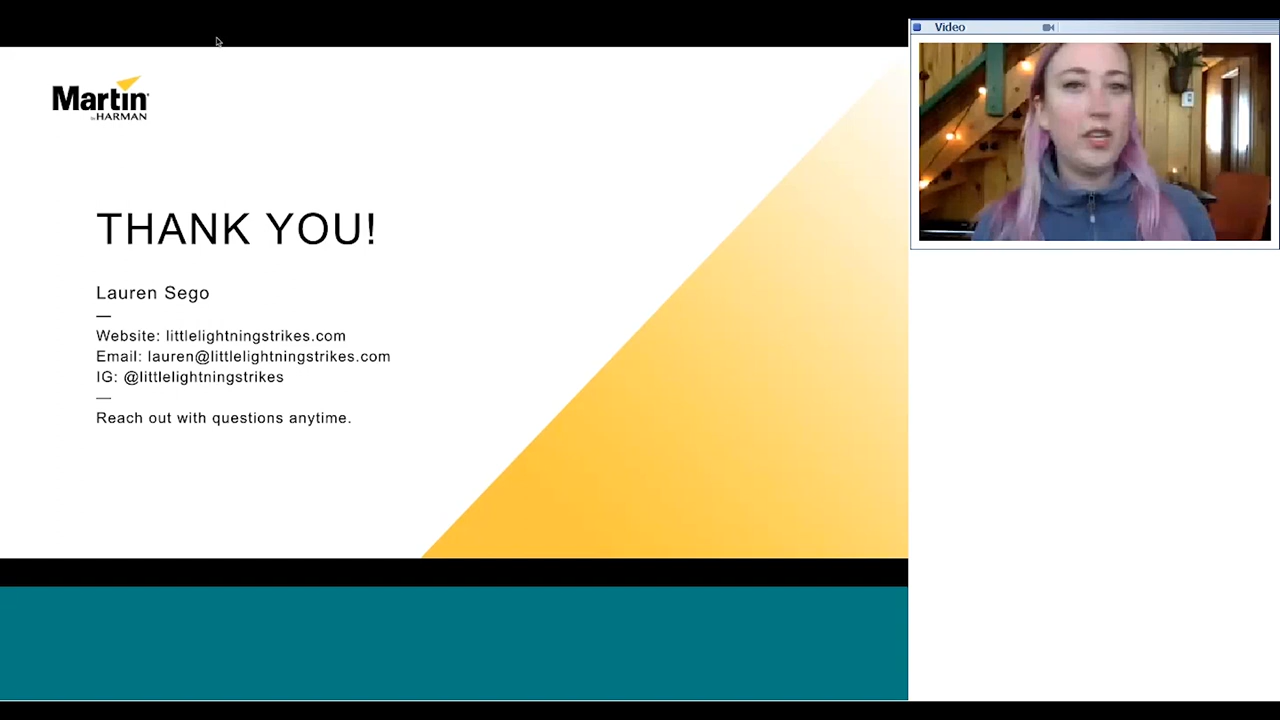 Video
Martin
by HARMAN
THANK YOU!
Lauren Sego
Website: littlelightningstrikes.com
Email: lauren@littlelightningstrikes.com
IG: @littlelightningstrikes
Reach out with questions anytime.